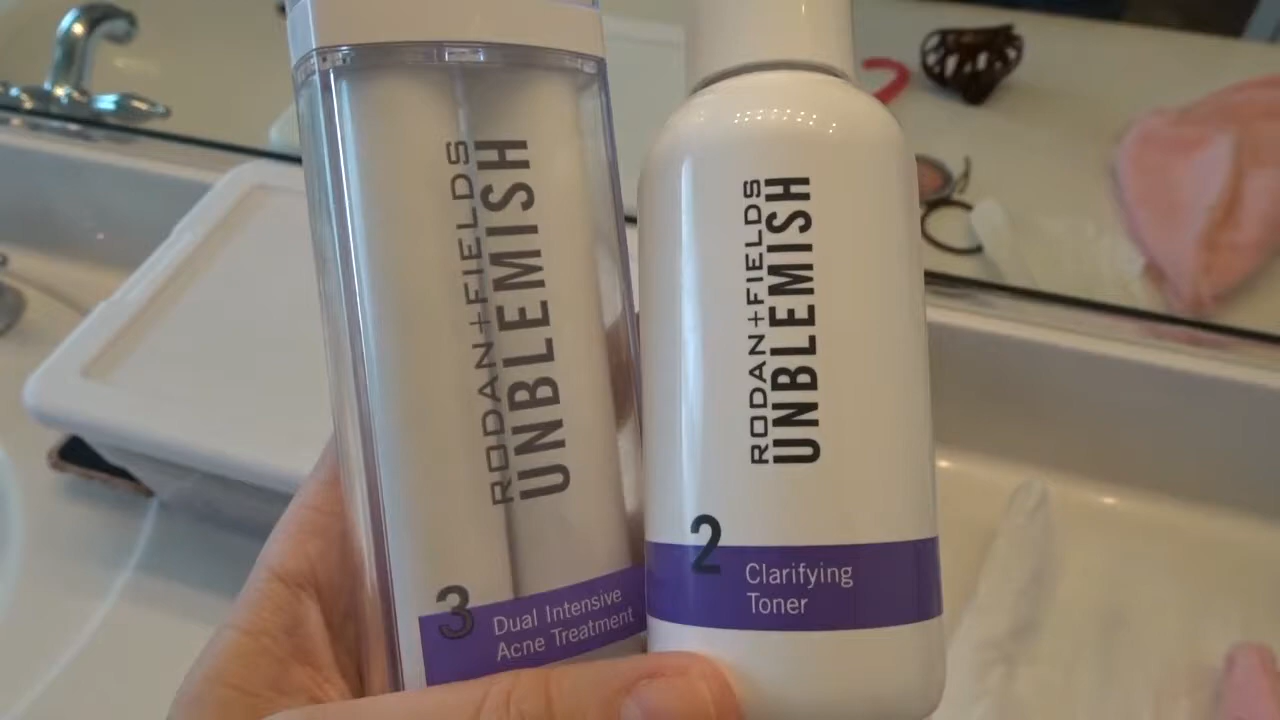 RODAN+FIELDS
UNBLEMISH
3
Dual Intensive
Acne Treatment
RODAN+FIELDS
UNBLEMISH
2
Clarifying
Toner